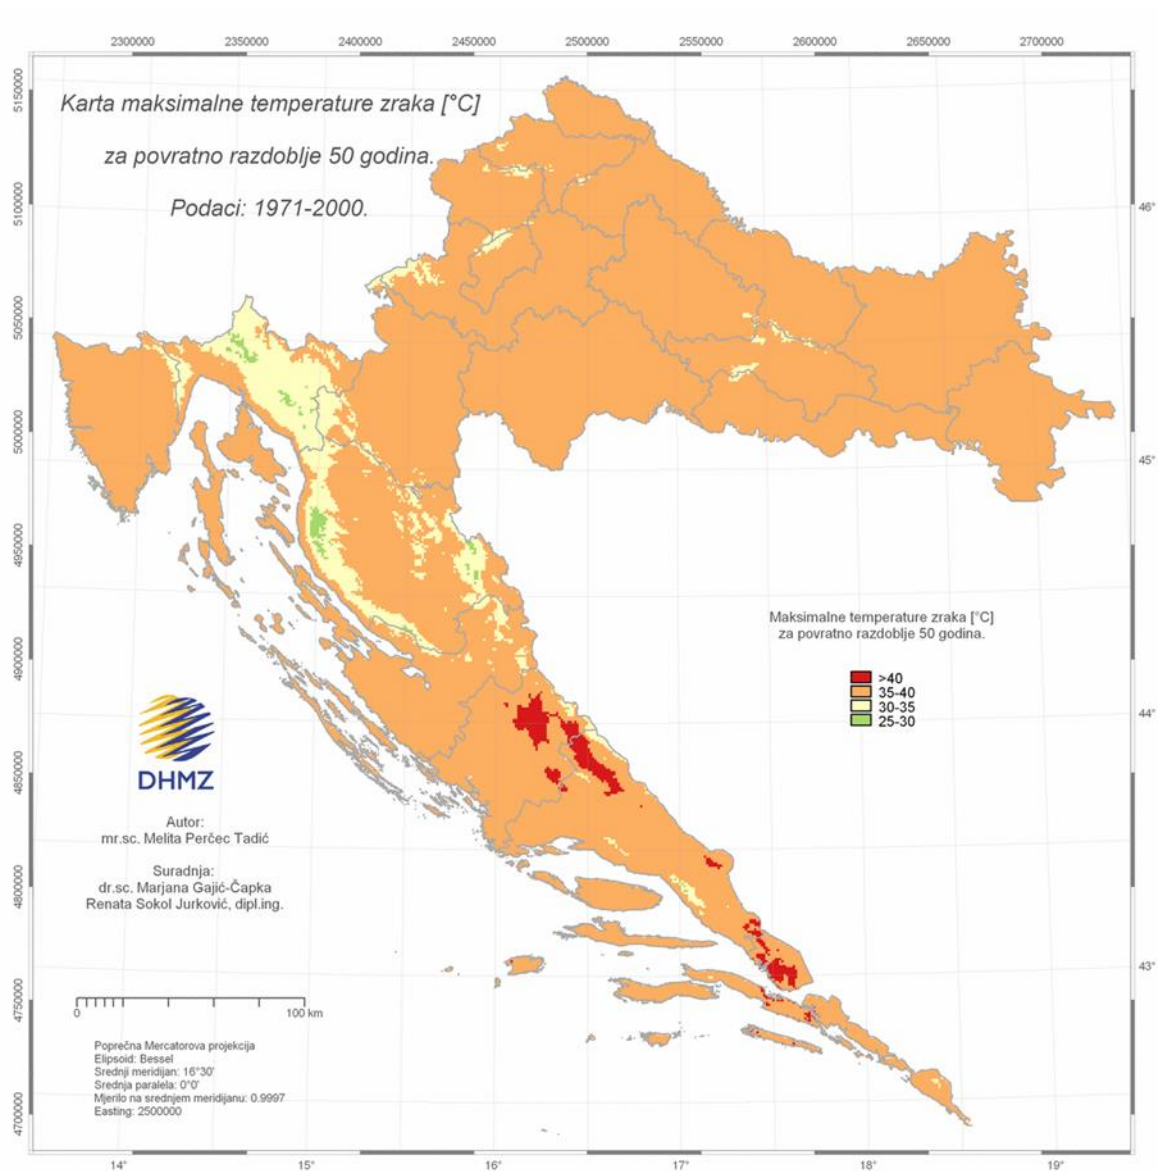 2300000 2350000 2400000 2450000 2500000 2550000 2600000 2650000 2700000
Karta maksimalne temperature zraka [°C]
za povratno razdoblje 50 godina.
Podaci: 1971-2000.
5150000
5100000
5050000
5000000
4950000
4900000
4850000
4800000
4750000
4700000
46°
45°
44°
43°
Maksimalne temperature zraka [°C]
za povratno razdoblje 50 godina.
>40
35-40
30-35
25-30
DHMZ
Autor:
mr.sc. Melita Perčec Tadić
Suradnja:
dr.sc. Marjana Gajić-Čapka
Renata Sokol Jurković, dipl.ing.
0 100 km
Poprečna Mercatorova projekcija
Elipsoid: Bessel
Srednji meridijan: 16°30'
Srednja paralela: 0°0'
Mjerilo na srednjem meridijanu: 0.9997
Easting: 2500000
14° 15° 16° 17° 18° 19°